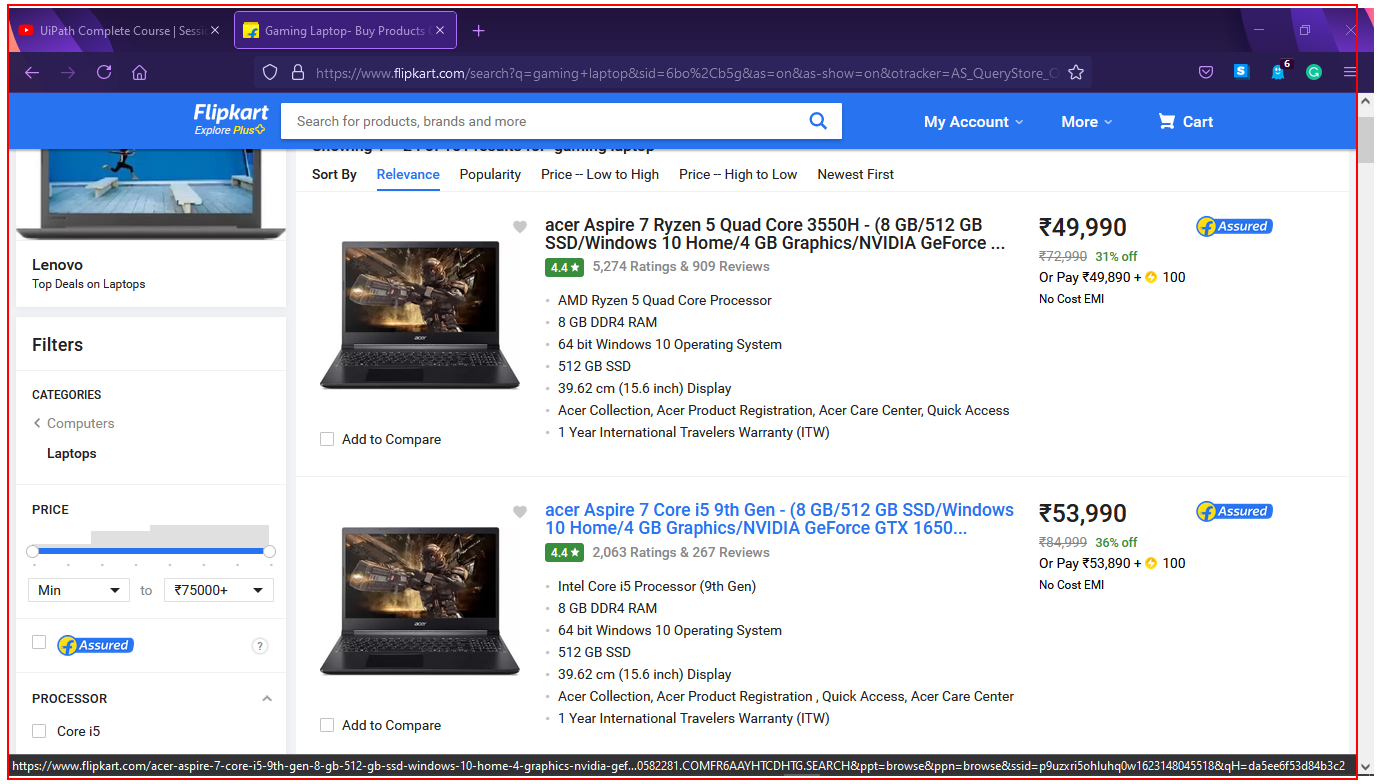 UiPath Complete Course | Sessi
Gaming Laptop- Buy Products O
https://www.flipkart.com/search?q=gaming+laptop&sid=6bo%2Cb5g&as=on&as-show=on&otracker=AS_QueryStore_O
S
6
Flipkart
Explore Plus
Search for products, brands and more
My Account
More
Cart
Lenovo
Top Deals on Laptops
Filters
CATEGORIES
Computers
Laptops
PRICE
Min
to
₹75000+
Assured
?
PROCESSOR
Core i5
Sort By Relevance Popularity Price -- Low to High Price -- High to Low Newest First
acer
Add to Compare
acer Aspire 7 Ryzen 5 Quad Core 3550H - (8 GB/512 GB
SSD/Windows 10 Home/4 GB Graphics/NVIDIA GeForce ...
4.4 ★ 5,274 Ratings & 909 Reviews
AMD Ryzen 5 Quad Core Processor
8 GB DDR4 RAM
64 bit Windows 10 Operating System
512 GB SSD
39.62 cm (15.6 inch) Display
Acer Collection, Acer Product Registration, Acer Care Center, Quick Access
1 Year International Travelers Warranty (ITW)
₹49,990
Assured
₹72,990 31% off
Or Pay ₹49,890 + 100
No Cost EMI
acer
Add to Compare
acer Aspire 7 Core i5 9th Gen - (8 GB/512 GB SSD/Windows
10 Home/4 GB Graphics/NVIDIA GeForce GTX 1650...
4.4 ★ 2,063 Ratings & 267 Reviews
Intel Core i5 Processor (9th Gen)
8 GB DDR4 RAM
64 bit Windows 10 Operating System
512 GB SSD
39.62 cm (15.6 inch) Display
Acer Collection, Acer Product Registration , Quick Access, Acer Care Center
1 Year International Travelers Warranty (ITW)
₹53,990
Assured
₹84,999 36% off
Or Pay ₹53,890 + 100
No Cost EMI
https://www.flipkart.com/acer-aspire-7-core-i5-9th-gen-8-gb-512-gb-ssd-windows-10-home-4-graphics-nvidia-gef...0582281.COMFR6AAYHTCDHTG.SEARCH&ppt=browse&ppn=browse&ssid=p9uzxri5ohluhq0w1623148045518&qH=da5ee6f53d84b3c2